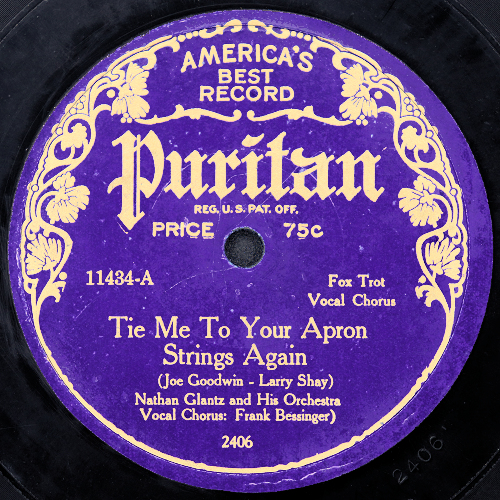 AMERICA'S
BEST
RECORD
Puritan
REG. U.S. PAT. OFF.
PRICE 75c
11434-A
Fox Trot
Vocal Chorus
Tie Me To Your Apron
Strings Again
(Joe Goodwin - Larry Shay)
Nathan Glantz and His Orchestra
Vocal Chorus: Frank Bessinger)
2406
2406